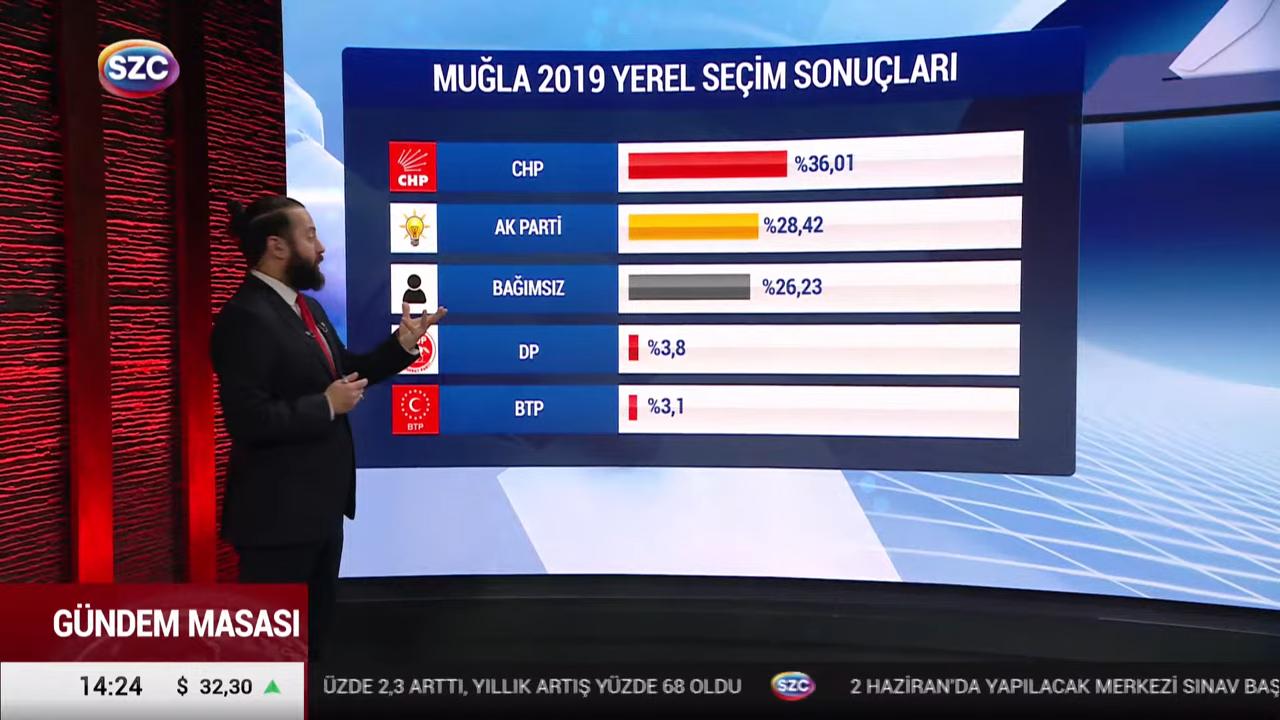 SZC
MUĞLA 2019 YEREL SEÇİM SONUÇLARI
CHP CHP %36,01
AK PARTİ %28,42
BAĞIMSIZ %26,23
DP %3,8
BTP BTP %3,1
GÜNDEM MASASI
14:24 $ 32,30
ÜZDE 2,3 ARTTI, YILLIK ARTIŞ YÜZDE 68 OLDU SZC 2 HAZİRAN'DA YAPILACAK MERKEZİ SINAV BAŞ